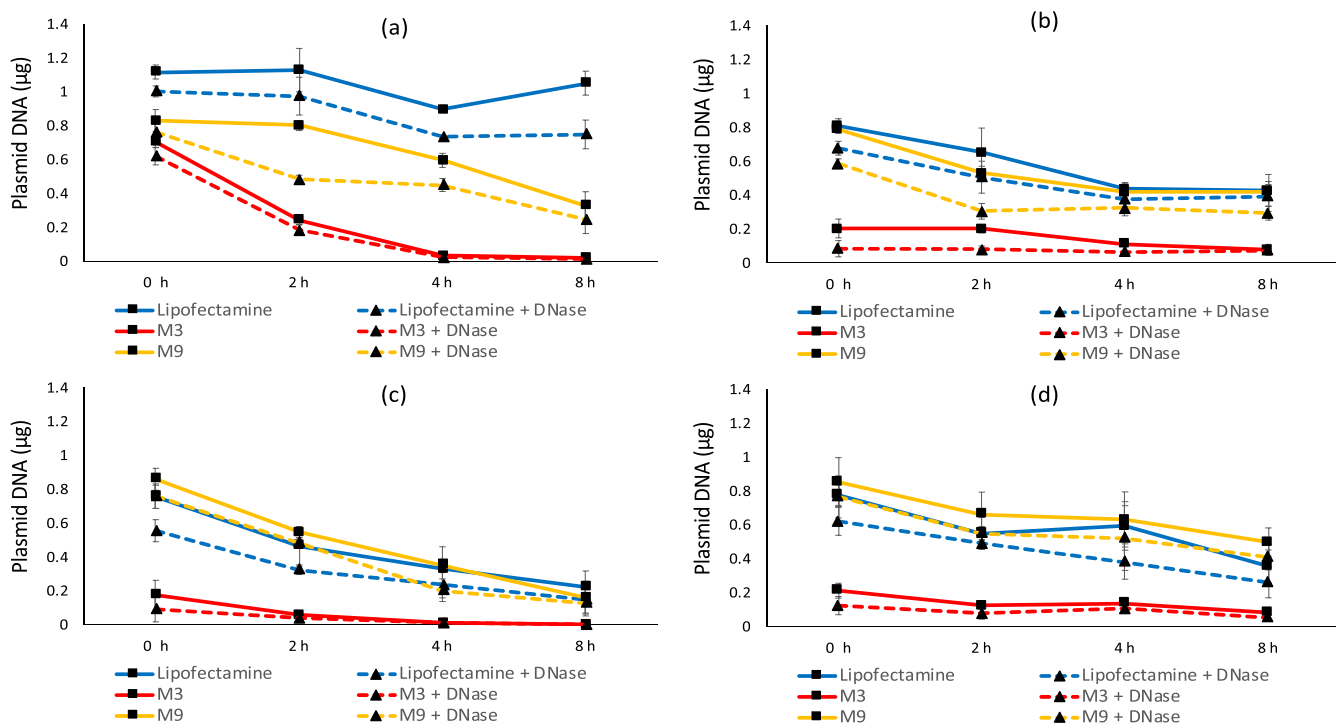 (a)
Plasmid DNA (µg)
1.4
1.2
1
0.8
0.6
0.4
0.2
0
0 h 2 h 4 h 8 h
Lipofectamine Lipofectamine + DNase
M3 M3 + DNase
M9 M9 + DNase
(b)
Plasmid DNA (µg)
1.4
1.2
1
0.8
0.6
0.4
0.2
0
0 h 2 h 4 h 8 h
Lipofectamine Lipofectamine + DNase
M3 M3 + DNase
M9 M9 + DNase
(c)
Plasmid DNA (µg)
1.4
1.2
1
0.8
0.6
0.4
0.2
0
0 h 2 h 4 h 8 h
Lipofectamine Lipofectamine + DNase
M3 M3 + DNase
M9 M9 + DNase
(d)
Plasmid DNA (µg)
1.4
1.2
1
0.8
0.6
0.4
0.2
0
0 h 2 h 4 h 8 h
Lipofectamine Lipofectamine + DNase
M3 M3 + DNase
M9 M9 + DNase